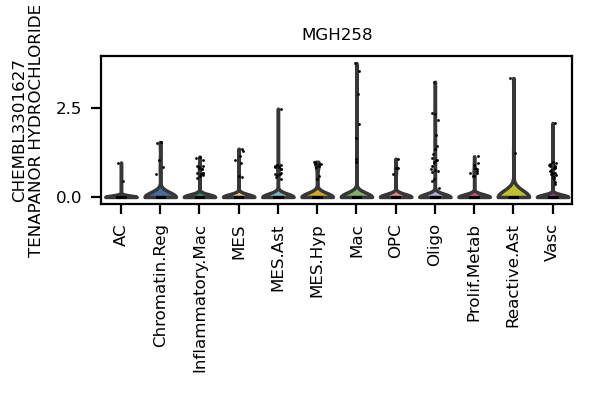 MGH258
CHEMBL3301627
TENAPANOR HYDROCHLORIDE
2.5
0.0
AC
Chromatin.Reg
Inflammatory.Mac
MES
MES.Ast
MES.Hyp
Mac
OPC
Oligo
Prolif.Metab
Reactive.Ast
Vasc